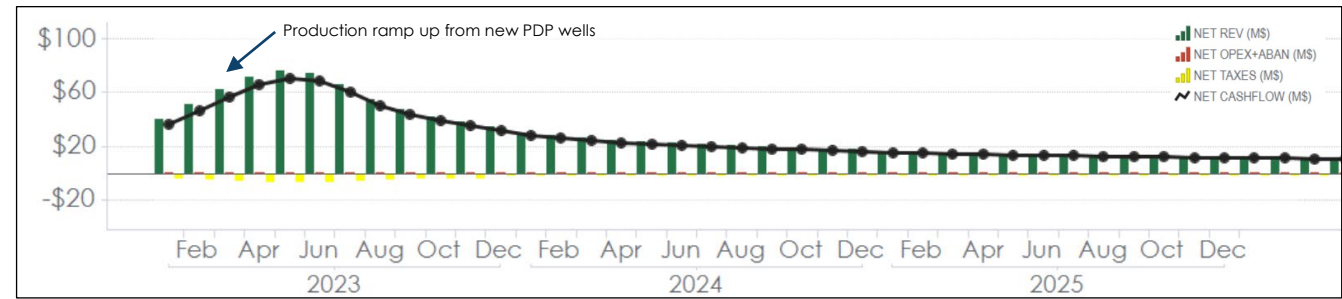 Production ramp up from new PDP wells
$100
$60
$20
-$20
NET REV (M$)
NET OPEX+ABAN (M$)
NET TAXES (M$)
NET CASHFLOW (M$)
Feb Apr Jun Aug Oct Dec Feb Apr Jun Aug Oct Dec Feb Apr Jun Aug Oct Dec
2023 2024 2025